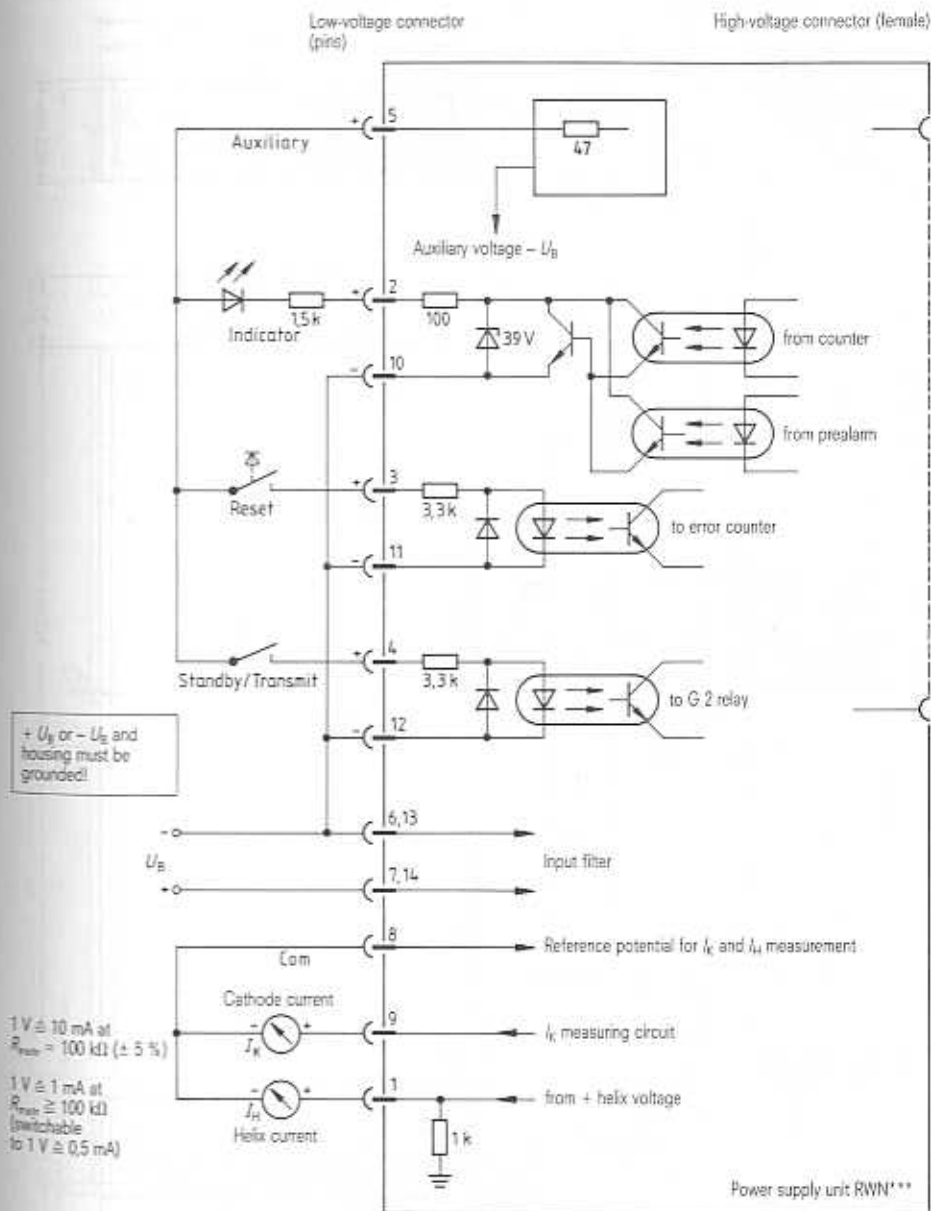 Low-voltage connector
(pins)
High-voltage connector (female)
+ 5
Auxiliary
47
Auxiliary voltage – U_B
+ 2
1,5 k
Indicator
100
39 V
from counter
– 10
from prealarm
+ 3
Reset
3,3 k
to error counter
– 11
+ 4
Standby/Transmit
3,3 k
to G 2 relay
– 12
+ U_B or – U_B and
housing must be
grounded!
– 6,13
U_B
Input filter
+ 7,14
8
Com
Reference potential for I_K and I_H measurement
Cathode current
– + 9
I_K
I_K measuring circuit
1 V ≙ 10 mA at
= 100 kΩ (± 5 %)
– + 1
I_H
from + helix voltage
Helix current
1 V ≙ 1 mA at
≧ 100 kΩ
(switchable
to 1 V ≙ 0,5 mA)
1 k
Power supply unit RWN***